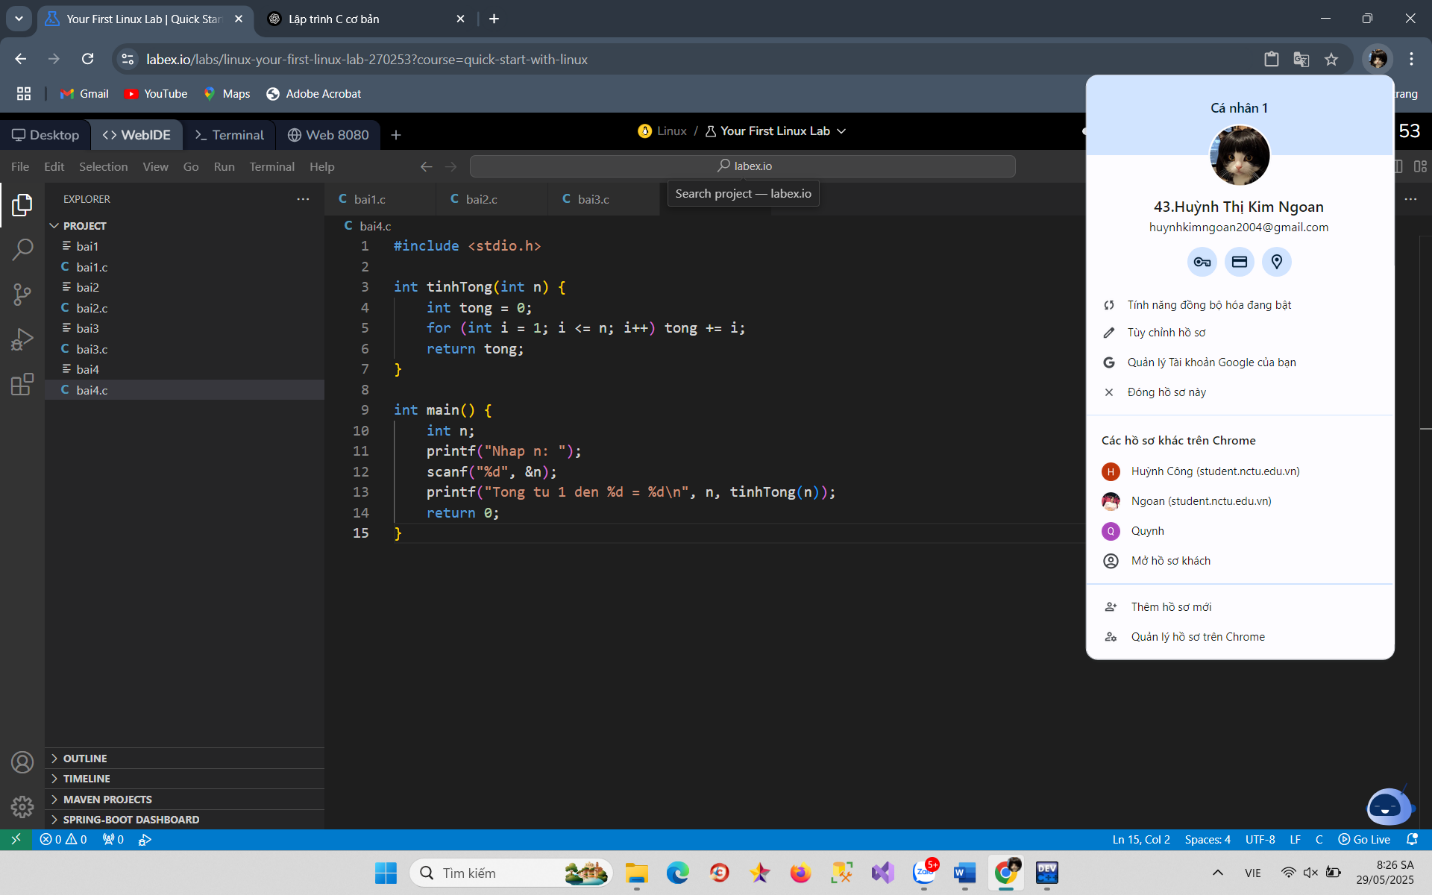 Your First Linux Lab | Quick Star
Lập trình C cơ bản
labex.io/labs/linux-your-first-linux-lab-270253?course=quick-start-with-linux
Gmail
YouTube
Maps
Adobe Acrobat
trang
Desktop
WebIDE
Terminal
Web 8080
Linux / Your First Linux Lab
53
File Edit Selection View Go Run Terminal Help
labex.io
Search project — labex.io
EXPLORER
PROJECT
bai1
C bai1.c
bai2
C bai2.c
bai3
C bai3.c
bai4
C bai4.c
OUTLINE
TIMELINE
MAVEN PROJECTS
SPRING-BOOT DASHBOARD
C bai1.c
C bai2.c
C bai3.c
C bai4.c
1 #include <stdio.h>
2
3 int tinhTong(int n) {
4 int tong = 0;
5 for (int i = 1; i <= n; i++) tong += i;
6 return tong;
7 }
8
9 int main() {
10 int n;
11 printf("Nhap n: ");
12 scanf("%d", &n);
13 printf("Tong tu 1 den %d = %d\n", n, tinhTong(n));
14 return 0;
15 }
Cá nhân 1
43.Huỳnh Thị Kim Ngoan
huynhkimngoan2004@gmail.com
Tính năng đồng bộ hóa đang bật
Tùy chỉnh hồ sơ
G Quản lý Tài khoản Google của bạn
Đóng hồ sơ này
Các hồ sơ khác trên Chrome
H Huỳnh Công (student.nctu.edu.vn)
Ngoan (student.nctu.edu.vn)
Q Quynh
Mở hồ sơ khách
Thêm hồ sơ mới
Quản lý hồ sơ trên Chrome
0 0 0
Ln 15, Col 2 Spaces: 4 UTF-8 LF C Go Live
Tìm kiếm
Zalo
5+
W
DEV
VIE
8:26 SA
29/05/2025